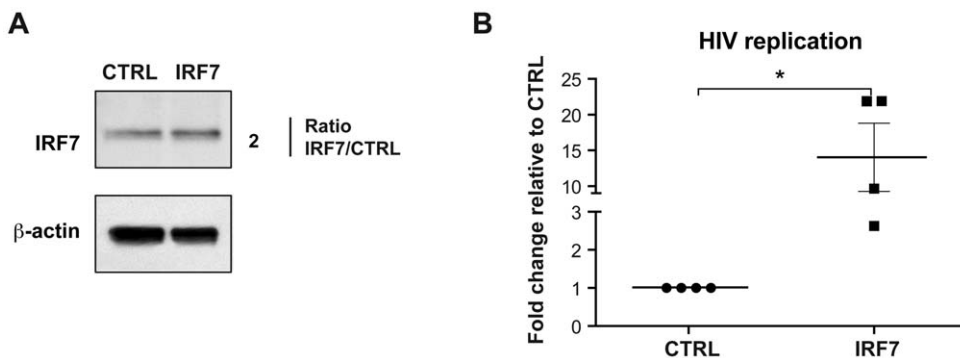 A
CTRL IRF7
IRF7
2
Ratio
IRF7/CTRL
β-actin
B
HIV replication
Fold change relative to CTRL
*
25
20
15
10
3
2
1
0
CTRL IRF7